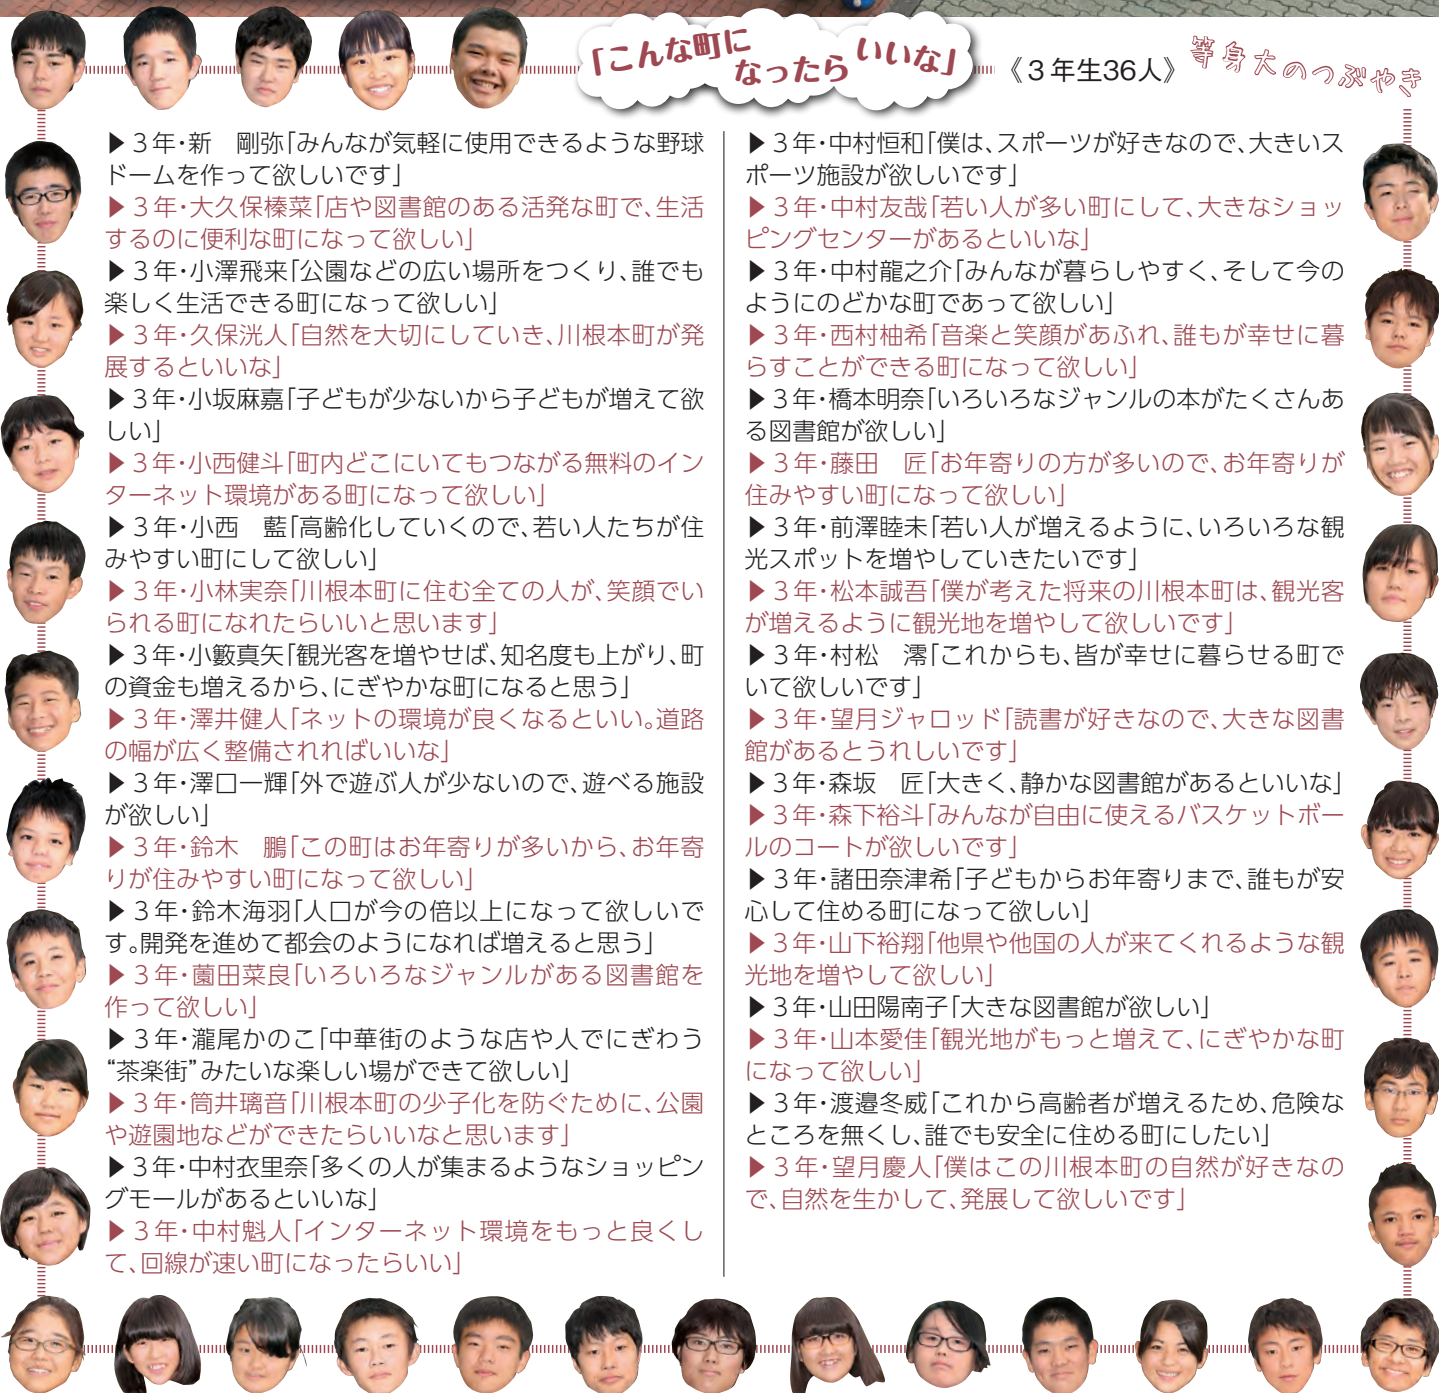 「こんな町に
なったら
いいな」
《３年生36人》
等身大のつぶやき
▶３年・新　剛弥「みんなが気軽に使用できるような野球
ドームを作って欲しいです」
▶３年・大久保榛菜「店や図書館のある活発な町で、生活
するのに便利な町になって欲しい」
▶３年・小澤飛来「公園などの広い場所をつくり、誰でも
楽しく生活できる町になって欲しい」
▶３年・久保洸人「自然を大切にしていき、川根本町が発
展するといいな」
▶３年・小坂麻嘉「子どもが少ないから子どもが増えて欲
しい」
▶３年・小西健斗「町内どこにいてもつながる無料のイン
ターネット環境がある町になって欲しい」
▶３年・小西　藍「高齢化していくので、若い人たちが住
みやすい町にして欲しい」
▶３年・小林実奈「川根本町に住む全ての人が、笑顔でい
られる町になれたらいいと思います」
▶３年・小籔真矢「観光客を増やせば、知名度も上がり、町
の資金も増えるから、にぎやかな町になると思う」
▶３年・澤井健人「ネットの環境が良くなるといい。道路
の幅が広く整備されればいいな」
▶３年・澤口一輝「外で遊ぶ人が少ないので、遊べる施設
が欲しい」
▶３年・鈴木　鵬「この町はお年寄りが多いから、お年寄
りが住みやすい町になって欲しい」
▶３年・鈴木海羽「人口が今の倍以上になって欲しいで
す。開発を進めて都会のようになれば増えると思う」
▶３年・薗田菜良「いろいろなジャンルがある図書館を
作って欲しい」
▶３年・瀧尾かのこ「中華街のような店や人でにぎわう
“茶楽街”みたいな楽しい場ができて欲しい」
▶３年・筒井璃音「川根本町の少子化を防ぐために、公園
や遊園地などができたらいいなと思います」
▶３年・中村衣里奈「多くの人が集まるようなショッピン
グモールがあるといいな」
▶３年・中村魁人「インターネット環境をもっと良くし
て、回線が速い町になったらいい」
▶３年・中村恒和「僕は、スポーツが好きなので、大きいス
ポーツ施設が欲しいです」
▶３年・中村友哉「若い人が多い町にして、大きなショッ
ピングセンターがあるといいな」
▶３年・中村龍之介「みんなが暮らしやすく、そして今の
ようにのどかな町であって欲しい」
▶３年・西村柚希「音楽と笑顔があふれ、誰もが幸せに暮
らすことができる町になって欲しい」
▶３年・橋本明奈「いろいろなジャンルの本がたくさんあ
る図書館が欲しい」
▶３年・藤田　匠「お年寄りの方が多いので、お年寄りが
住みやすい町になって欲しい」
▶３年・前澤睦未「若い人が増えるように、いろいろな観
光スポットを増やしていきたいです」
▶３年・松本誠吾「僕が考えた将来の川根本町は、観光客
が増えるように観光地を増やして欲しいです」
▶３年・村松　澪「これからも、皆が幸せに暮らせる町で
いて欲しいです」
▶３年・望月ジャロッド「読書が好きなので、大きな図書
館があるとうれしいです」
▶３年・森坂　匠「大きく、静かな図書館があるといいな」
▶３年・森下裕斗「みんなが自由に使えるバスケットボー
ルのコートが欲しいです」
▶３年・諸田奈津希「子どもからお年寄りまで、誰もが安
心して住める町になって欲しい」
▶３年・山下裕翔「他県や他国の人が来てくれるような観
光地を増やして欲しい」
▶３年・山田陽南子「大きな図書館が欲しい」
▶３年・山本愛佳「観光地がもっと増えて、にぎやかな町
になって欲しい」
▶３年・渡邉冬威「これから高齢者が増えるため、危険な
ところを無くし、誰でも安全に住める町にしたい」
▶３年・望月慶人「僕はこの川根本町の自然が好きなの
で、自然を生かして、発展して欲しいです」